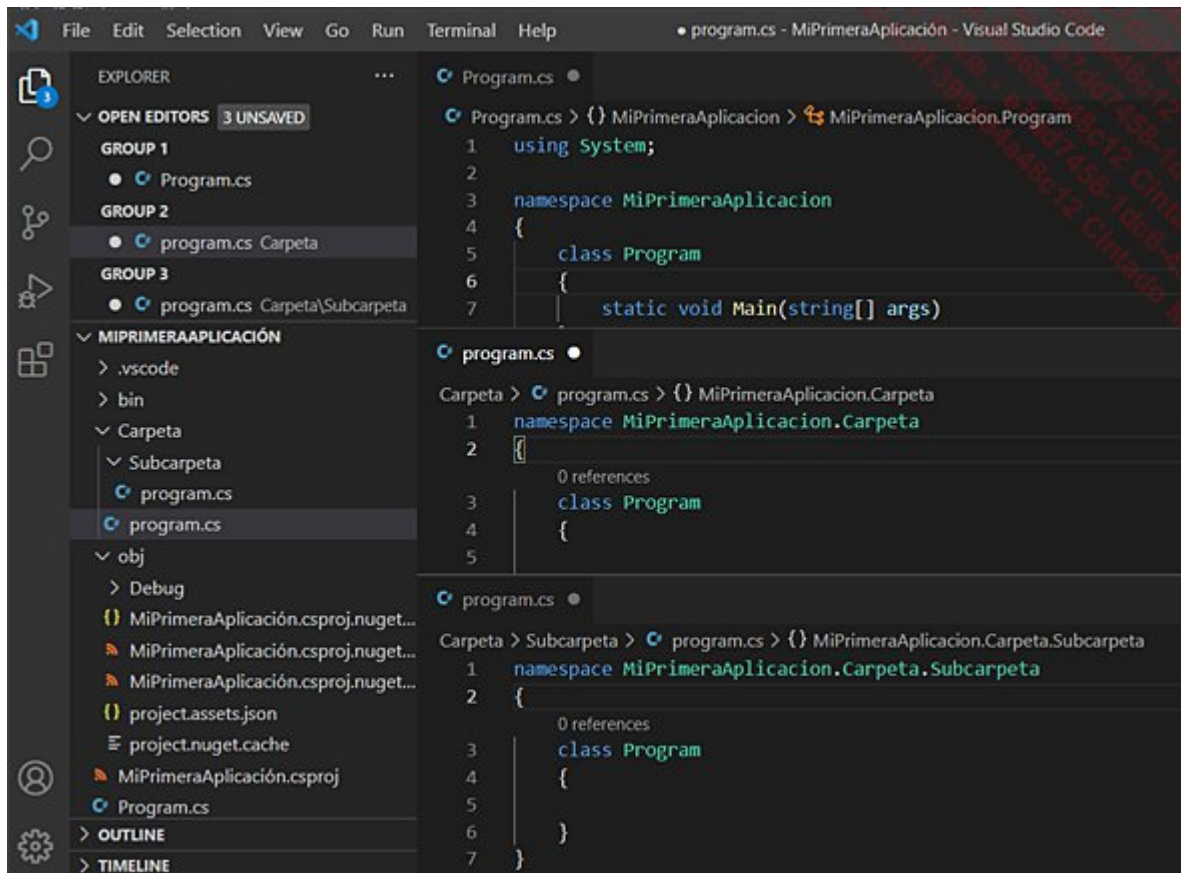 File Edit Selection View Go Run Terminal Help ● program.cs - MiPrimeraAplicación - Visual Studio Code
EXPLORER ...
OPEN EDITORS 3 UNSAVED
GROUP 1
● Program.cs
GROUP 2
● program.cs Carpeta
GROUP 3
● program.cs Carpeta\Subcarpeta
MIPRIMERAAPLICACIÓN
> .vscode
> bin
Carpeta
Subcarpeta
program.cs
program.cs
obj
> Debug
{} MiPrimeraAplicación.csproj.nuget...
MiPrimeraAplicación.csproj.nuget...
MiPrimeraAplicación.csproj.nuget...
{} project.assets.json
project.nuget.cache
MiPrimeraAplicación.csproj
Program.cs
> OUTLINE
> TIMELINE
3
Program.cs ●
Program.cs > {} MiPrimeraAplicacion > MiPrimeraAplicacion.Program
1 using System;
2
3 namespace MiPrimeraAplicacion
4 {
5 class Program
6 {
7 static void Main(string[] args)
program.cs ●
Carpeta > program.cs > {} MiPrimeraAplicacion.Carpeta
1 namespace MiPrimeraAplicacion.Carpeta
2 {
0 references
3 class Program
4 {
5
program.cs ●
Carpeta > Subcarpeta > program.cs > {} MiPrimeraAplicacion.Carpeta.Subcarpeta
1 namespace MiPrimeraAplicacion.Carpeta.Subcarpeta
2 {
0 references
3 class Program
4 {
5
6 }
7 }